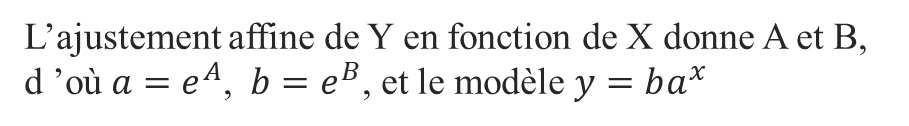 L’ajustement affine de Y en fonction de X donne A et B,
d ’où a = e^A, b = e^B, et le modèle y = ba^x